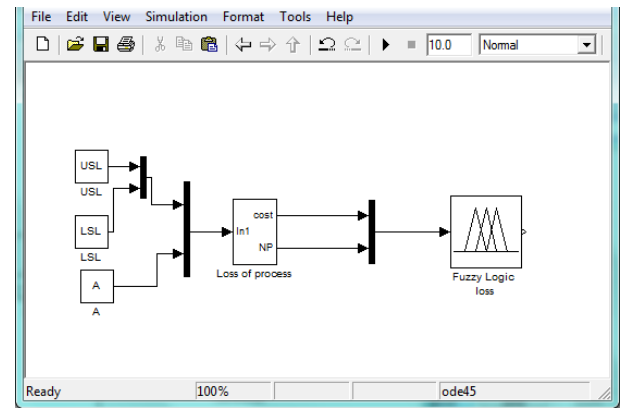 File Edit View Simulation Format Tools Help
10.0 Normal
USL
USL
LSL
LSL
A
A
cost
In1
NP
Loss of process
Fuzzy Logic
loss
Ready 100% ode45